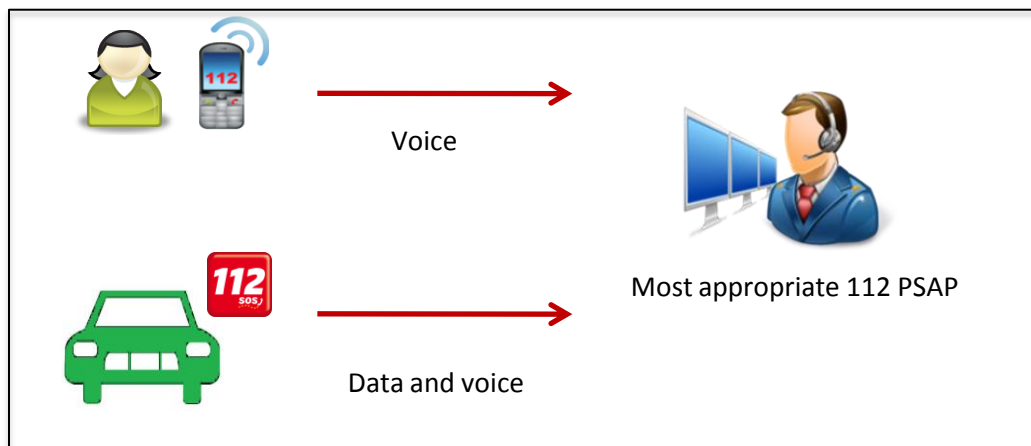 112
Voice
Most appropriate 112 PSAP
112
SOS
Data and voice